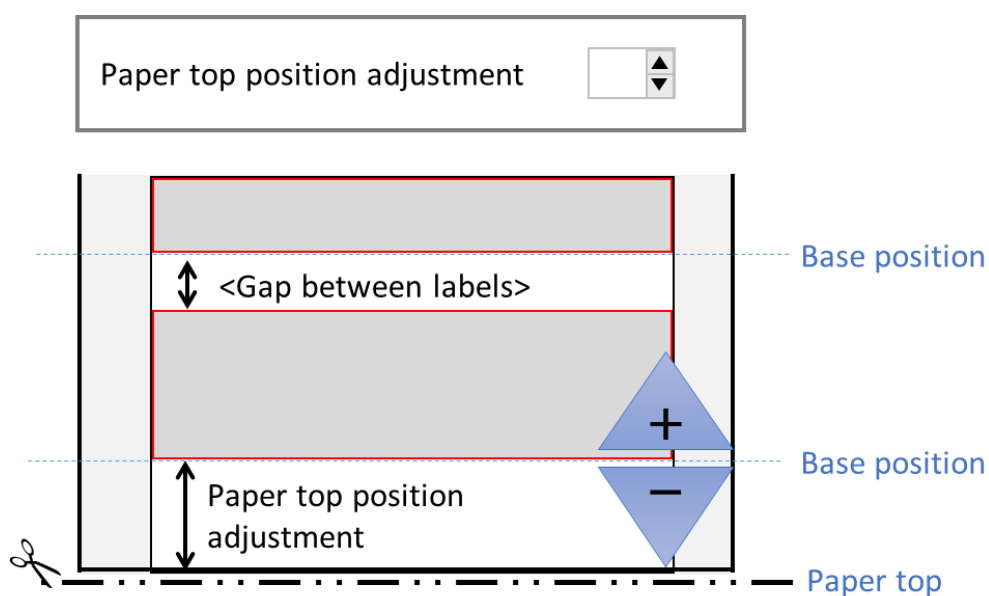 Paper top position adjustment
Base position
<Gap between labels>
+
Base position
−
Paper top position
adjustment
Paper top